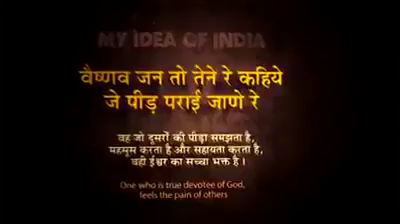 MY IDEA OF INDIA
वैष्णव जन तो तेने रे कहिये
जे पीड़ पराई जाणे रे
वह जो दूसरों की पीड़ा समझता है,
महसूस करता है और सहायता करता है,
वही ईश्वर का सच्चा भक्त है।
One who is true devotee of God,
feels the pain of others